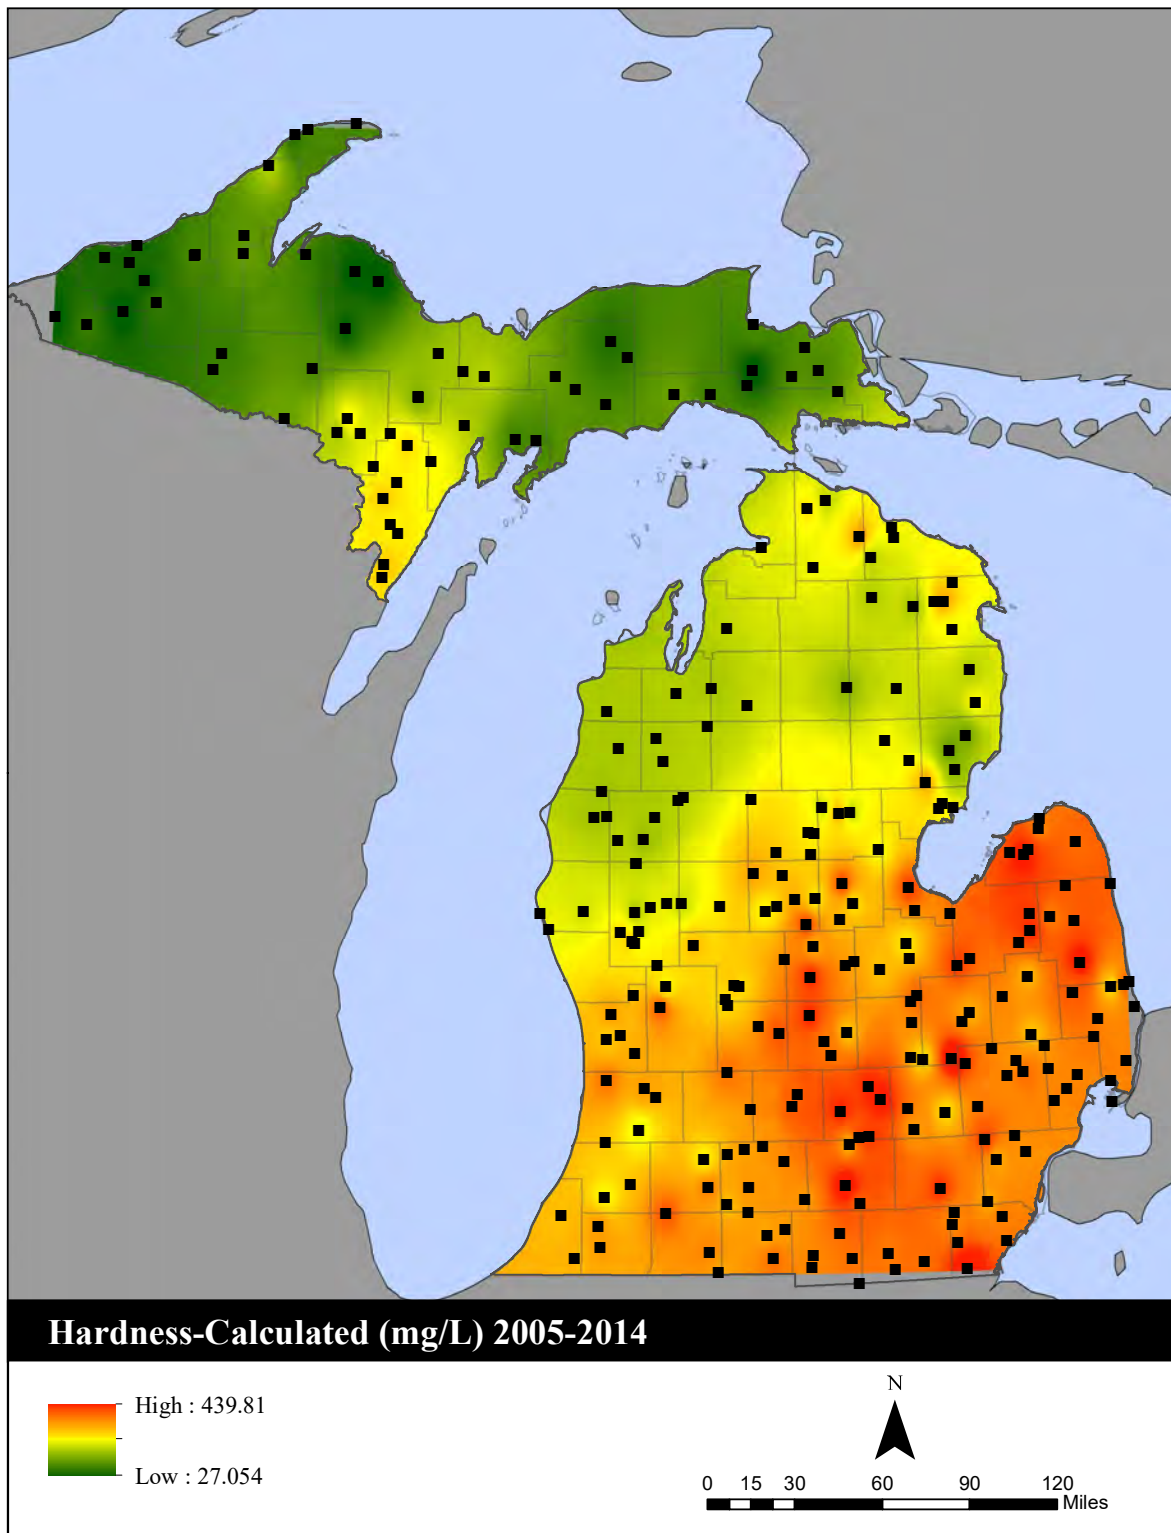 Hardness-Calculated (mg/L) 2005-2014
High : 439.81
Low : 27.054
N
0 15 30 60 90 120
Miles